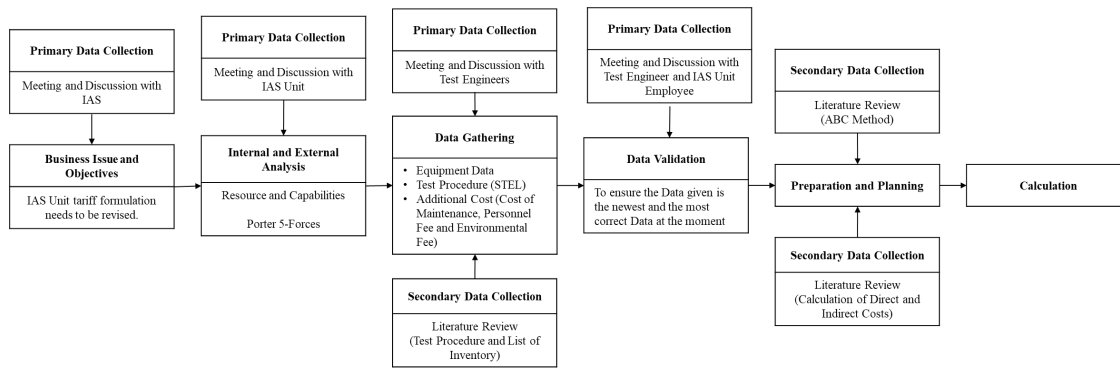 Primary Data Collection
Meeting and Discussion with
IAS
Business Issue and
Objectives
IAS Unit tariff formulation
needs to be revised.
Primary Data Collection
Meeting and Discussion with
IAS Unit
Internal and External
Analysis
Resource and Capabilities
Porter 5-Forces
Primary Data Collection
Meeting and Discussion with
Test Engineers
Data Gathering
• Equipment Data
• Test Procedure (STEL)
• Additional Cost (Cost of
Maintenance, Personnel
Fee and Environmental
Fee)
Secondary Data Collection
Literature Review
(Test Procedure and List of
Inventory)
Primary Data Collection
Meeting and Discussion with
Test Engineer and IAS Unit
Employee
Data Validation
To ensure the Data given is
the newest and the most
correct Data at the moment
Secondary Data Collection
Literature Review
(ABC Method)
Preparation and Planning
Secondary Data Collection
Literature Review
(Calculation of Direct and
Indirect Costs)
Calculation